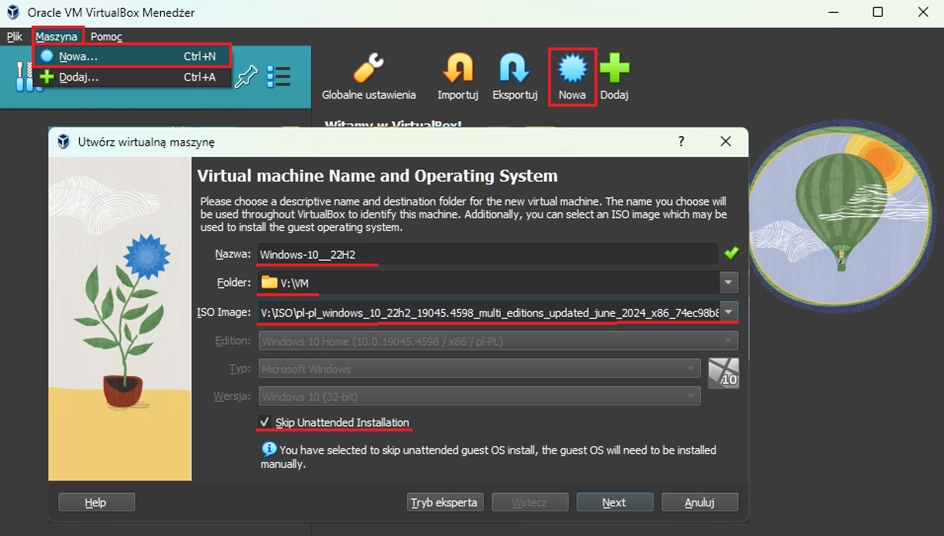 Oracle VM VirtualBox Menedżer
Plik Maszyna Pomoc
Nowa... Ctrl+N
Dodaj... Ctrl+A
Globalne ustawienia Importuj Eksportuj Nowa Dodaj
Witamy w VirtualBox!
Utwórz wirtualną maszynę ?
Virtual machine Name and Operating System
Please choose a descriptive name and destination folder for the new virtual machine. The name you choose will
be used throughout VirtualBox to identify this machine. Additionally, you can select an ISO image which may be
used to install the guest operating system.
Nazwa: Windows-10__22H2
Folder: V:\VM
ISO Image: V:\ISO\pl-pl_windows_10_22h2_19045.4598_multi_editions_updated_june_2024_x86_74ec98b8
Edition: Windows 10 Home (10.0.19045.4598 / x86 / pl-PL)
Typ: Microsoft Windows
10
Wersja: Windows 10 (32-bit)
Skip Unattended Installation
You have selected to skip unattended guest OS install, the guest OS will need to be installed
manually.
Help Tryb eksperta Wstecz Next Anuluj